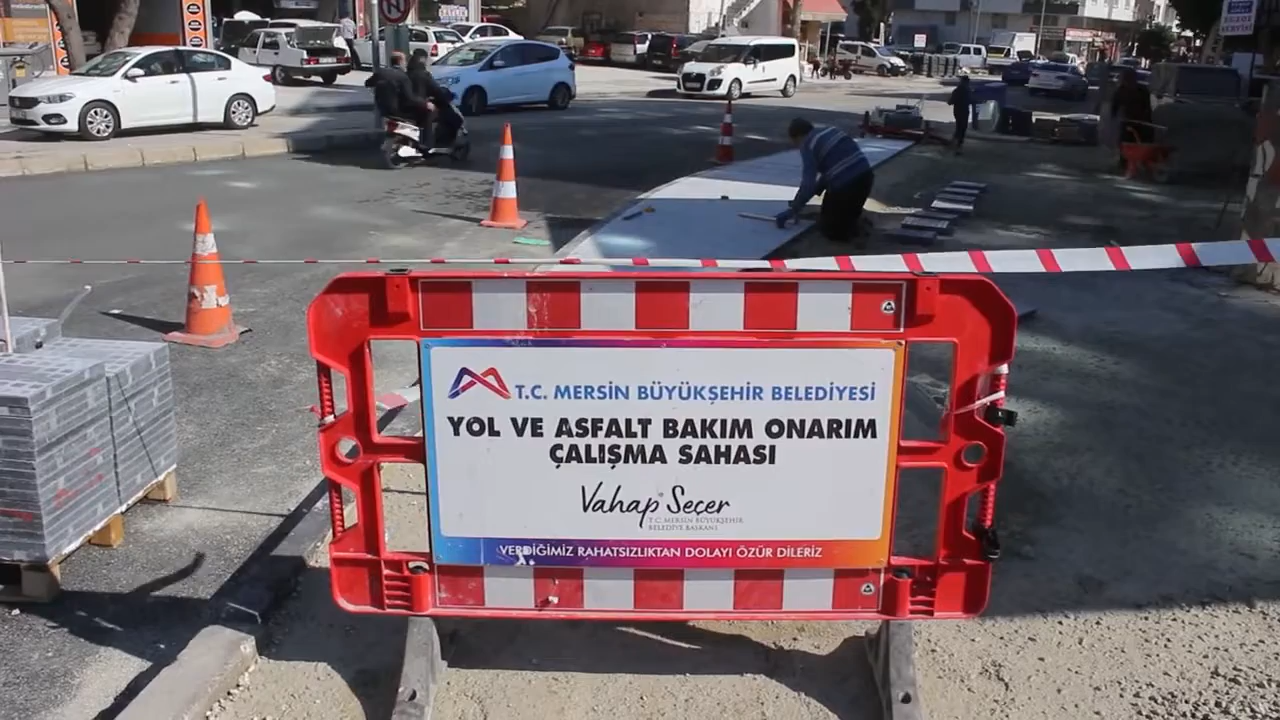 T.C. MERSİN BÜYÜKŞEHİR BELEDİYESİ
YOL VE ASFALT BAKIM ONARIM
ÇALIŞMA SAHASI
Vahap Seçer
T.C. MERSİN BÜYÜKŞEHİR
BELEDİYE BAŞKANI
VERDİĞİMİZ RAHATSIZLIKTAN DOLAYI ÖZÜR DİLERİZ